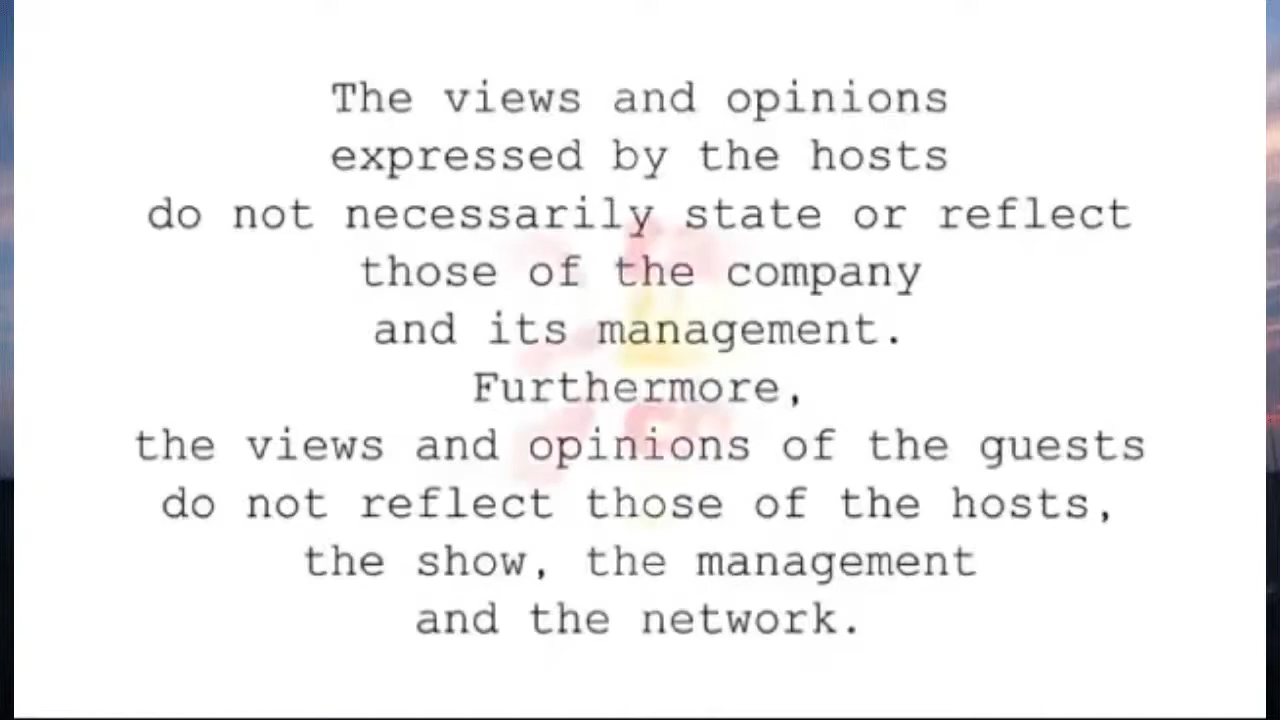 The views and opinions
expressed by the hosts
do not necessarily state or reflect
those of the company
and its management.
Furthermore,
the views and opinions of the guests
do not reflect those of the hosts,
the show, the management
and the network.